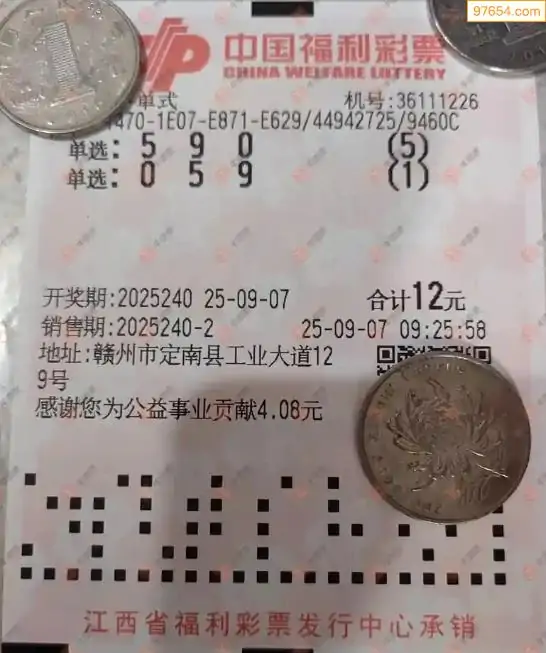 97654.com
中国福利彩票
CHINA WELFARE LOTTERY
单式 机号:36111226
470-1E07-E871-E629/44942725/9460C
单选: 5 9 0 (5)
单选: 0 5 9 (1)
开奖期:2025240 25-09-07 合计12元
销售期:2025240-2 25-09-07 09:25:58
地址:赣州市定南县工业大道12
9号
感谢您为公益事业贡献4.08元
江西省福利彩票发行中心承销